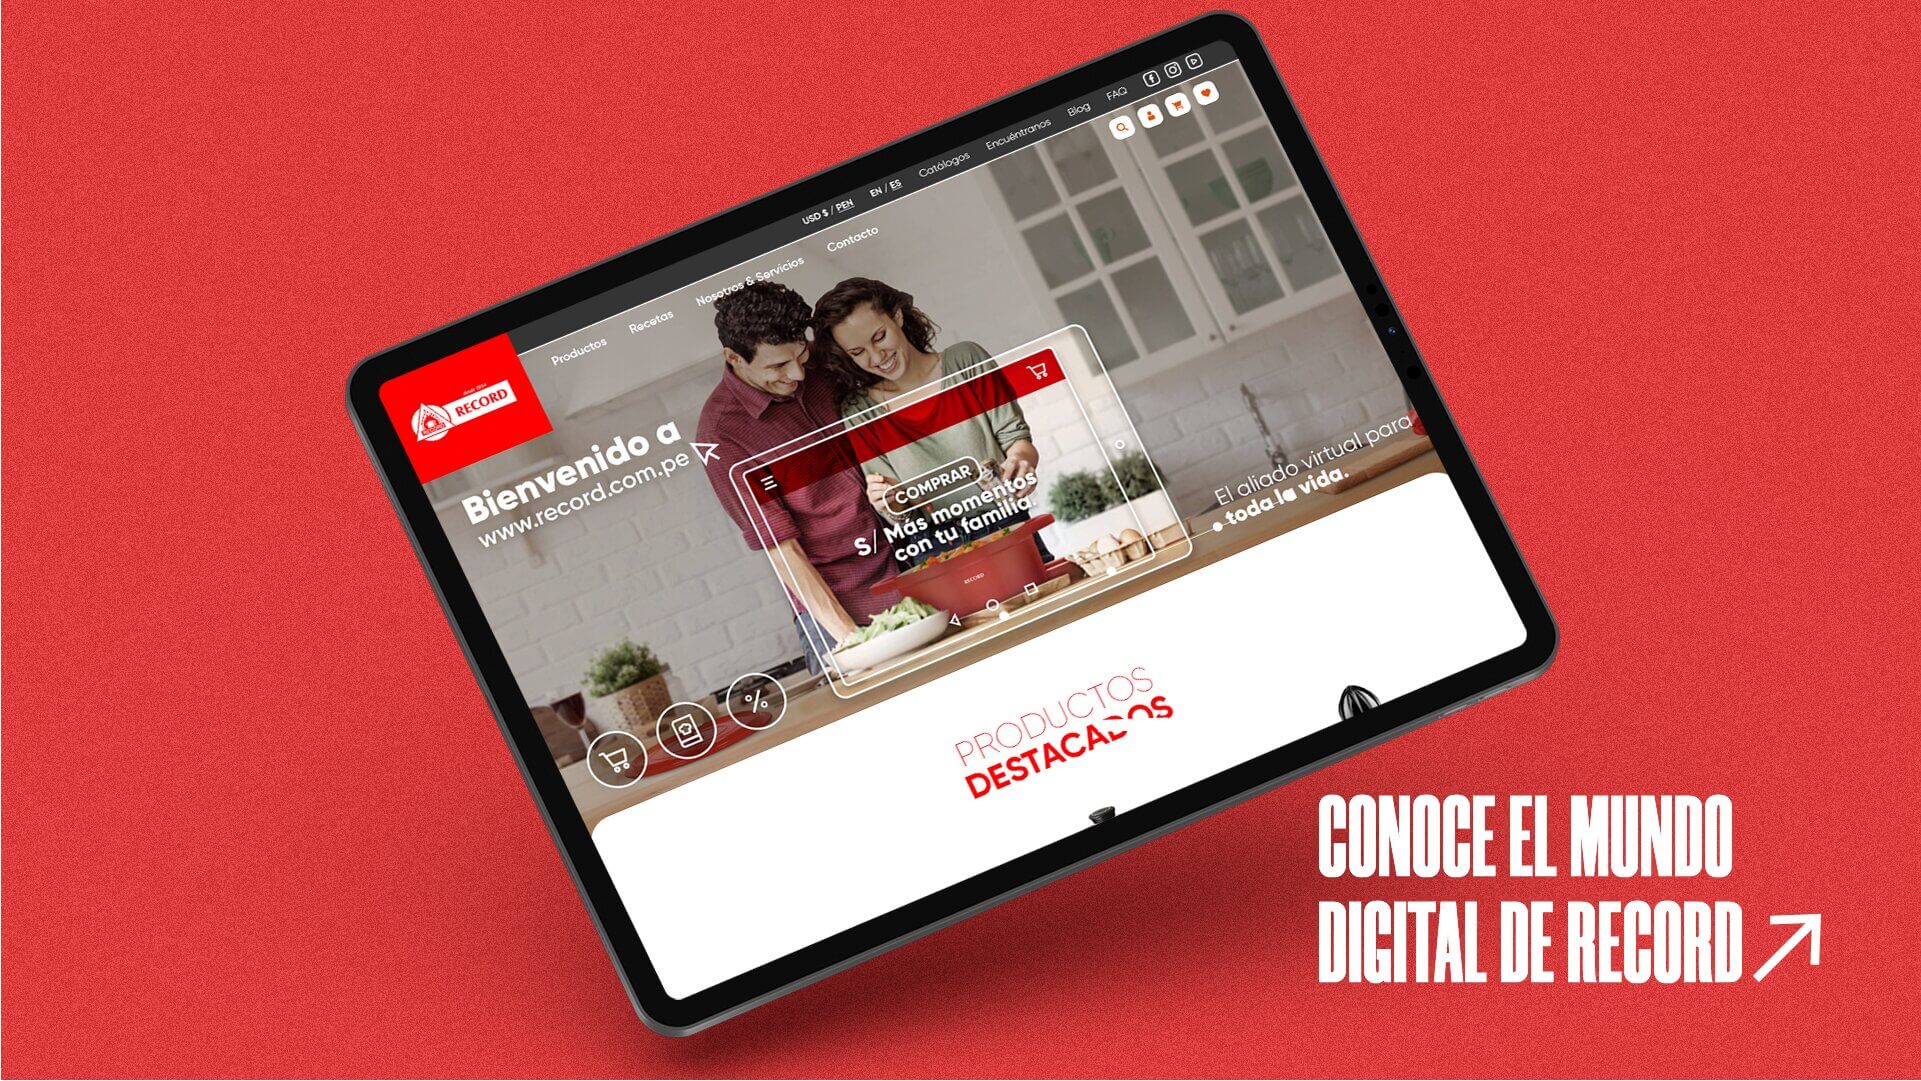 USD $ / PEN
EN / ES
Catálogos
Encuéntranos
Blog
FAQ
Productos
Recetas
Nosotros & Servicios
Contacto
desde 1934
RECORD
Bienvenido a
www.record.com.pe
COMPRAR
S/ Más momentos
con tu familia.
RECORD
El aliado virtual para
toda la vida.
PRODUCTOS
DESTACADOS
CONOCE EL MUNDO
DIGITAL DE RECORD